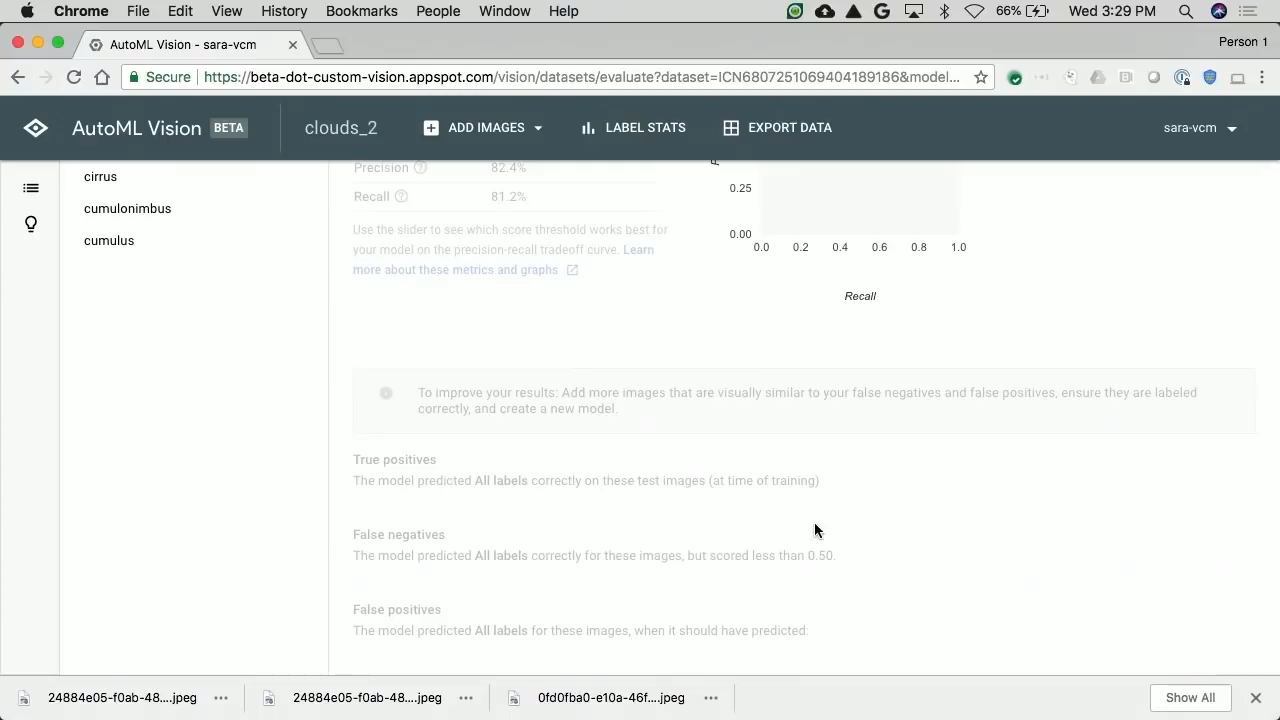 Chrome File Edit View History Bookmarks People Window Help 66% Wed 3:29 PM
AutoML Vision - sara-vcm Person 1
Secure https://beta-dot-custom-vision.appspot.com/vision/datasets/evaluate?dataset=ICN6807251069404189186&model...
AutoML Vision BETA clouds_2 ADD IMAGES LABEL STATS EXPORT DATA sara-vcm
cirrus
cumulonimbus
cumulus
Precision 82.4%
Recall 81.2%
Use the slider to see which score threshold works best for
your model on the precision-recall tradeoff curve. Learn
more about these metrics and graphs
0.25
0.00
0.0 0.2 0.4 0.6 0.8 1.0
Recall
To improve your results: Add more images that are visually similar to your false negatives and false positives, ensure they are labeled
correctly, and create a new model.
True positives
The model predicted All labels correctly on these test images (at time of training)
False negatives
The model predicted All labels correctly for these images, but scored less than 0.50.
False positives
The model predicted All labels for these images, when it should have predicted:
24884e05-f0ab-48....jpeg 24884e05-f0ab-48....jpeg 0fd0fba0-e10a-46f....jpeg Show All